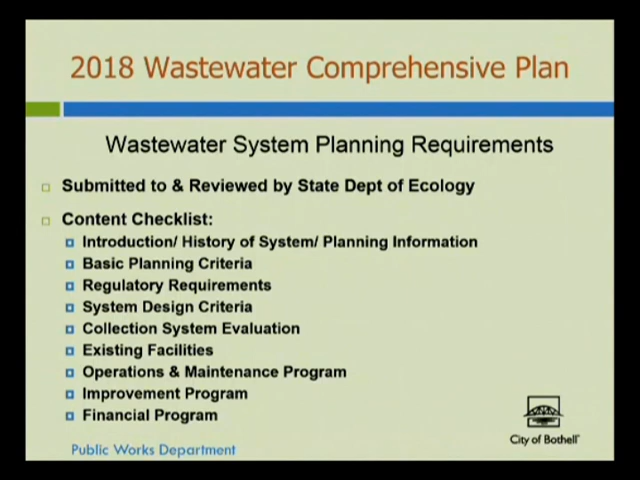 2018 Wastewater Comprehensive Plan
Wastewater System Planning Requirements
Submitted to & Reviewed by State Dept of Ecology
Content Checklist:
Introduction/ History of System/ Planning Information
Basic Planning Criteria
Regulatory Requirements
System Design Criteria
Collection System Evaluation
Existing Facilities
Operations & Maintenance Program
Improvement Program
Financial Program
City of Bothell
Public Works Department